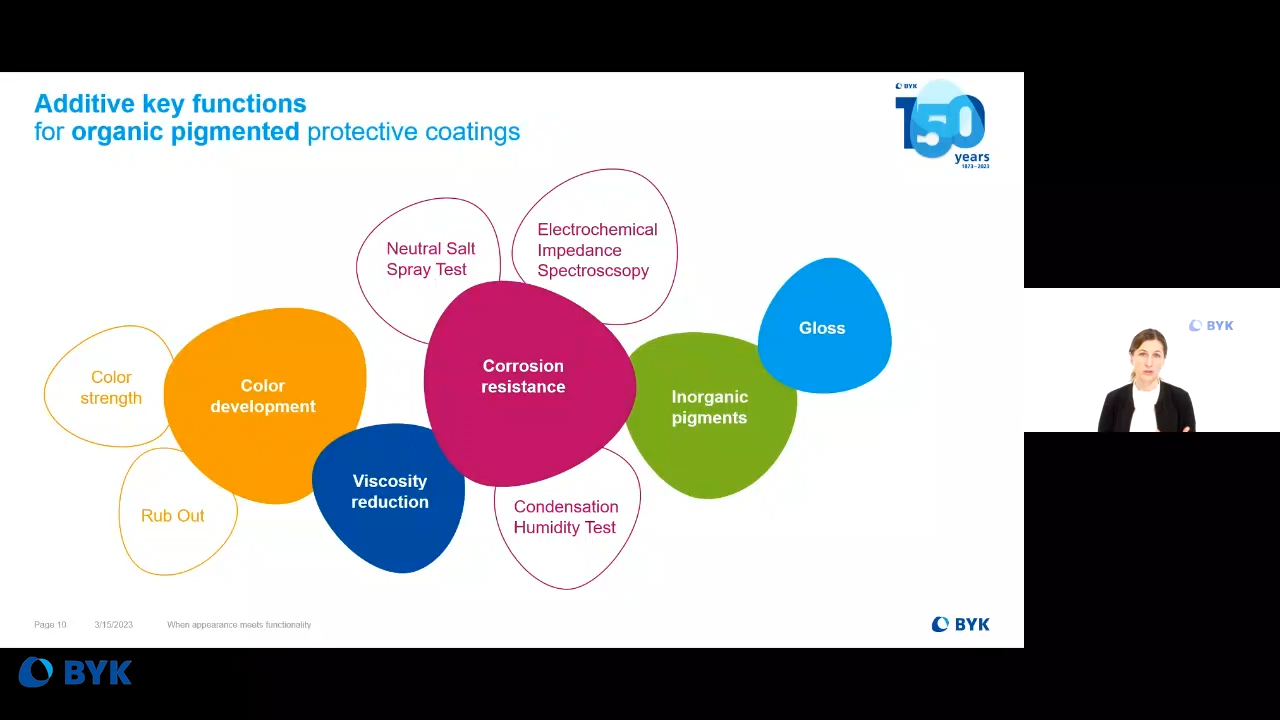 Additive key functions
for organic pigmented protective coatings
BYK
150
years
1873-2023
Neutral Salt
Spray Test
Electrochemical
Impedance
Spectroscsopy
Gloss
Color
strength
Color
development
Corrosion
resistance
Inorganic
pigments
Viscosity
reduction
Rub Out
Condensation
Humidity Test
BYK
Page 10
3/15/2023
When appearance meets functionality
BYK
BYK